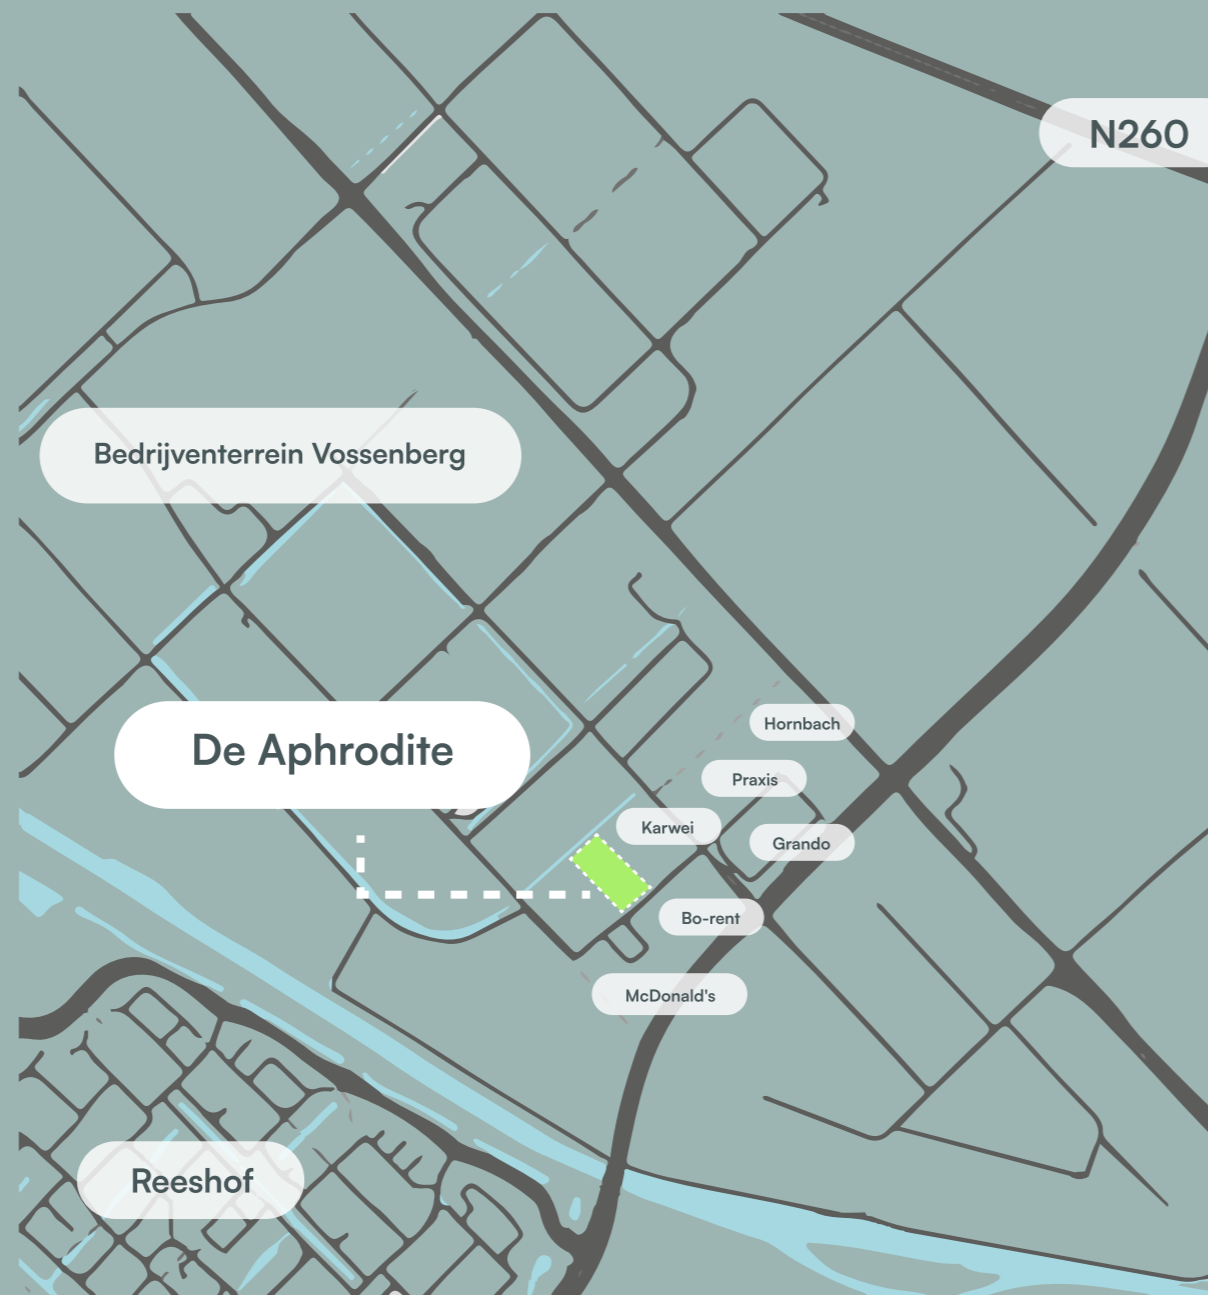 N260
Bedrijventerrein Vossenberg
Hornbach
De Aphrodite
Praxis
Karwei
Grando
Bo-rent
McDonald's
Reeshof